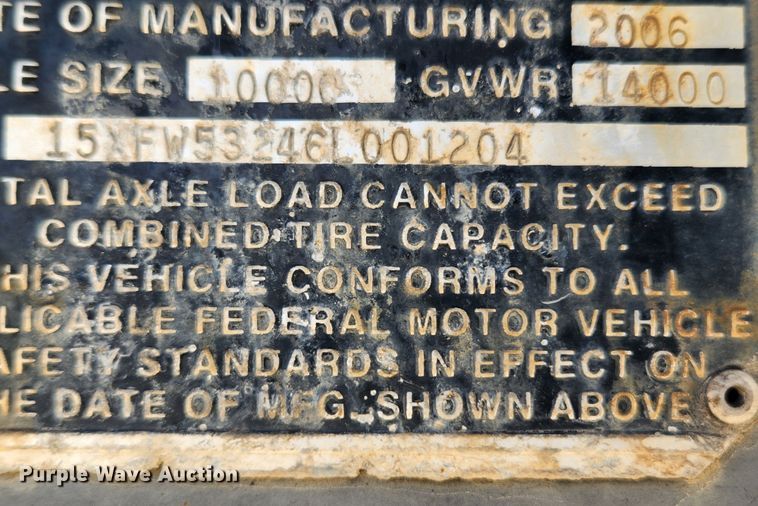 TE OF MANUFACTURING 2006
LE SIZE 10000 GVWR 14000
15XFW53246L001204
TAL AXLE LOAD CANNOT EXCEED
COMBINED TIRE CAPACITY.
HIS VEHICLE CONFORMS TO ALL
LICABLE FEDERAL MOTOR VEHICLE
AFETY STANDARDS IN EFFECT ON
HE DATE OF MFG. SHOWN ABOVE
Purple Wave Auction